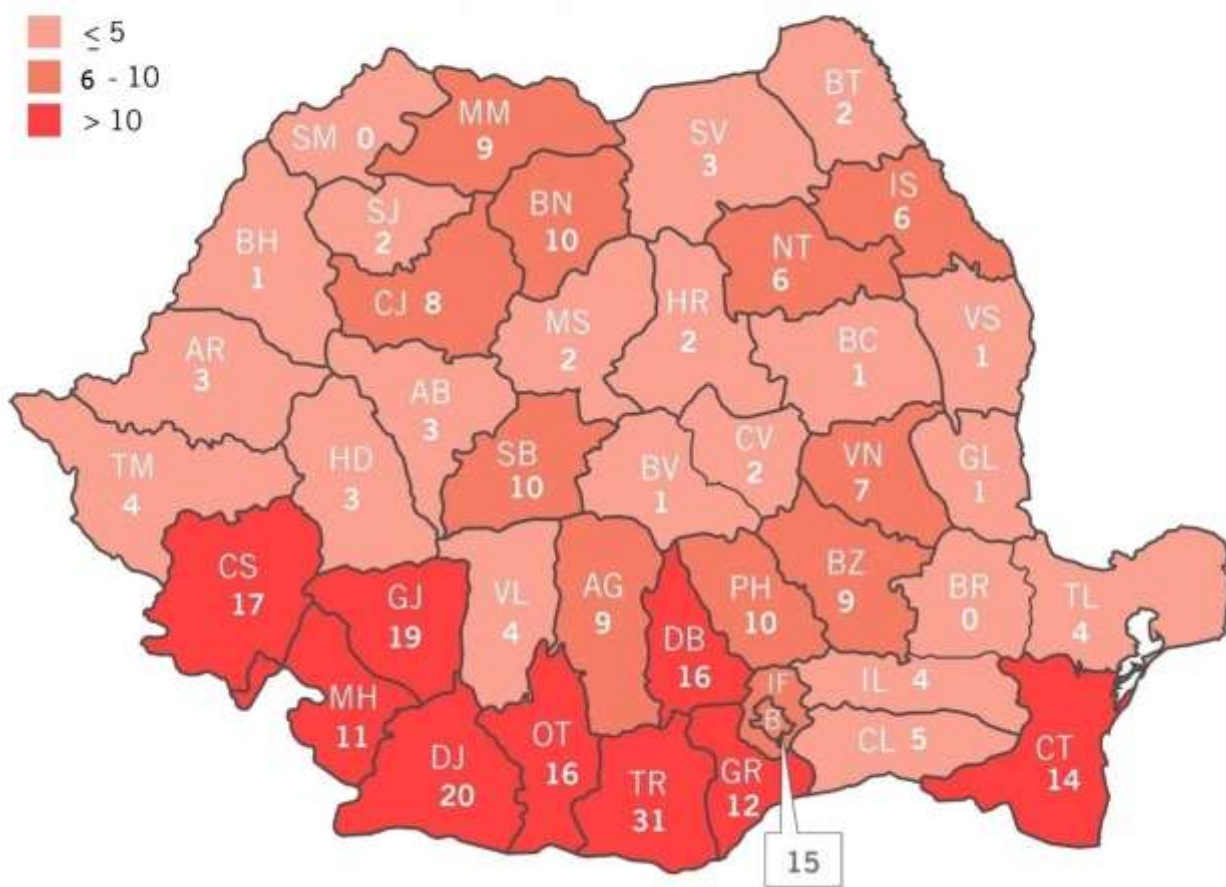 ≤ 5
6 - 10
> 10
BT
2
MM
9
SM 0
SV
3
IS
6
BN
10
SJ
2
BH
1
NT
6
CJ 8
HR
2
MS
2
VS
1
BC
1
AR
3
AB
3
CV
2
VN
7
GL
1
SB
10
BV
1
HD
3
TM
4
CS
17
GJ
19
VL
4
AG
9
PH
10
BZ
9
BR
0
TL
4
DB
16
IF
IL 4
MH
11
B
OT
16
CL 5
CT
14
DJ
20
TR
31
GR
12
15